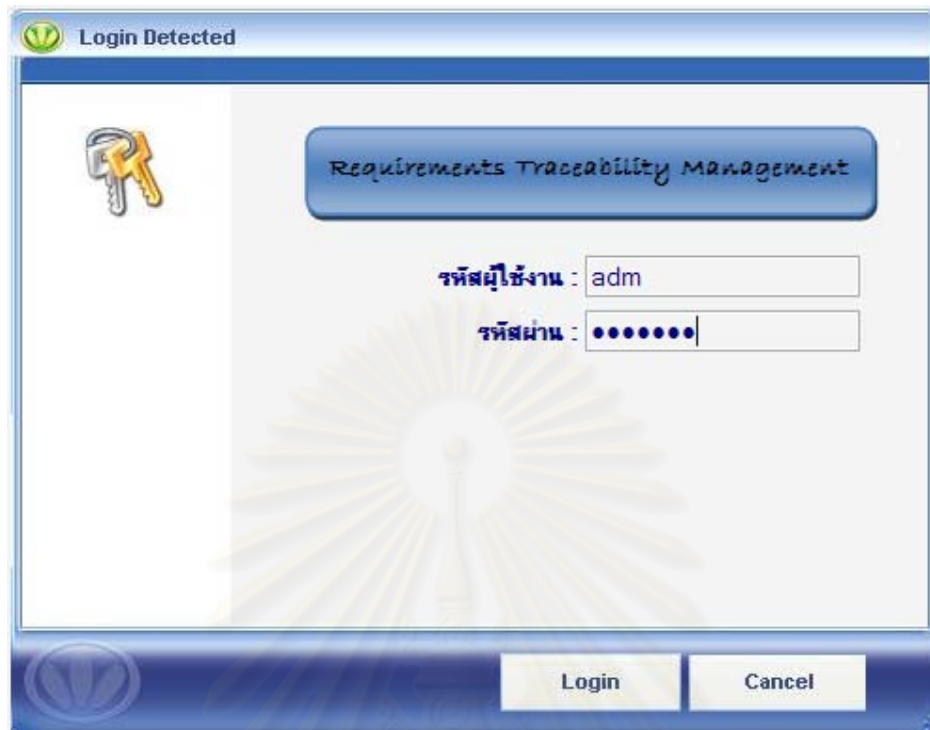 Login Detected
Requirements Traceability Management
รหัสผู้ใช้งาน : adm
รหัสผ่าน : •••••••
Login Cancel